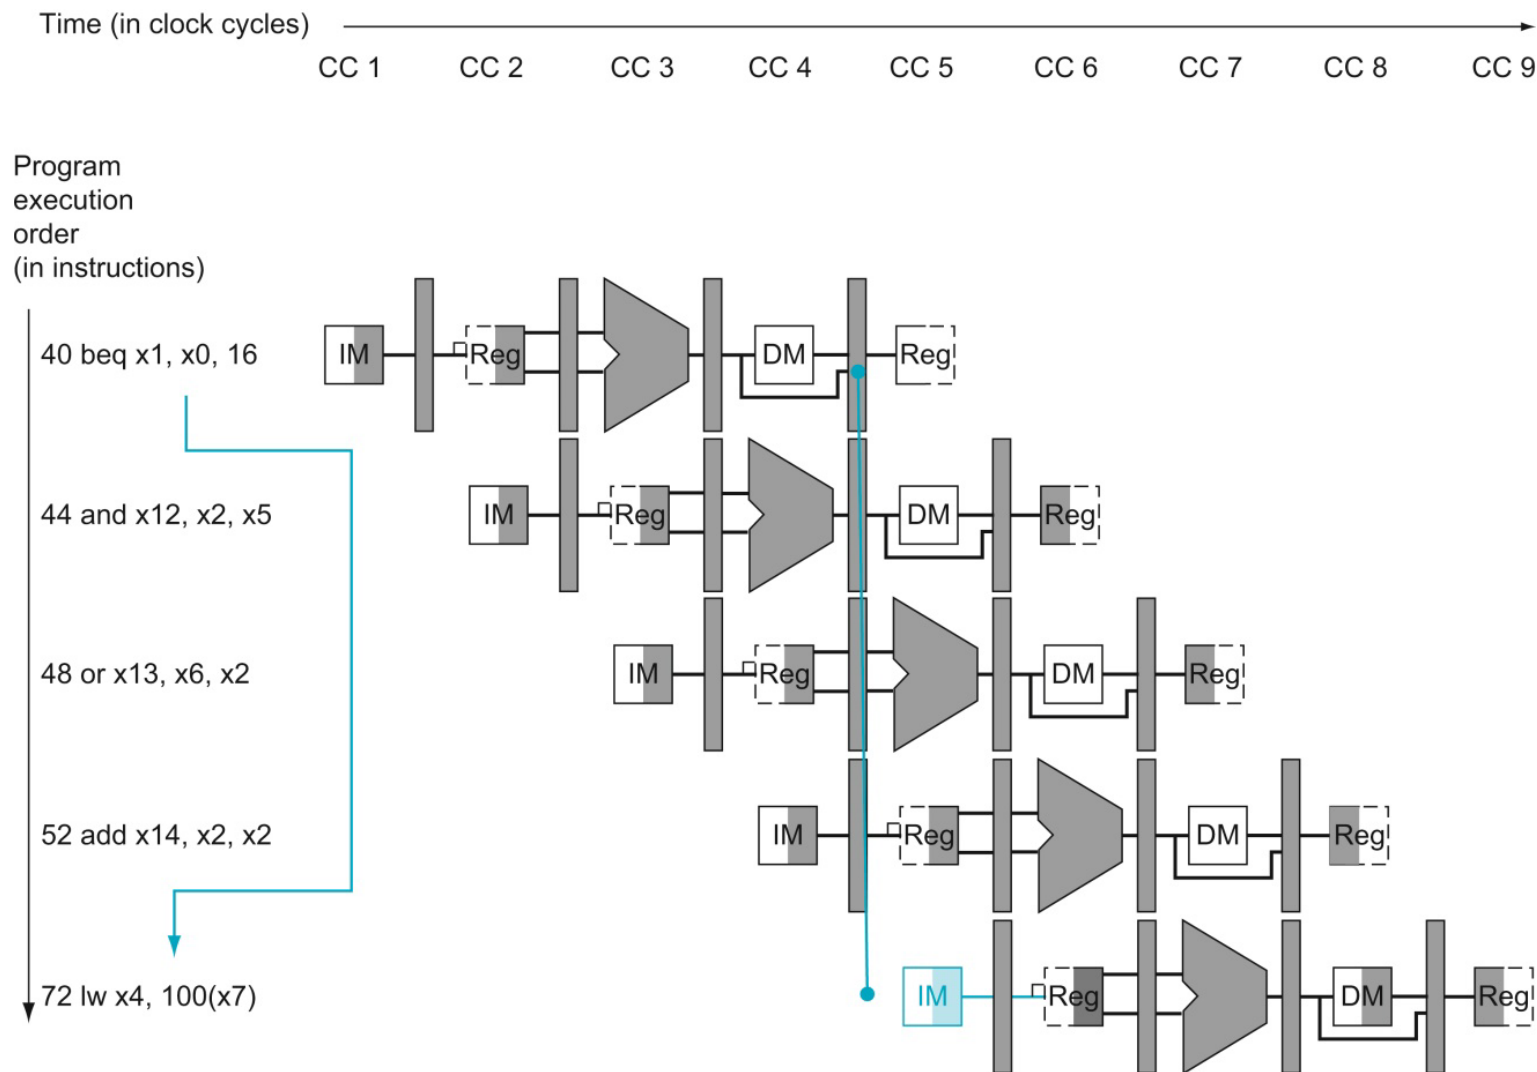 Time (in clock cycles)
CC 1 CC 2 CC 3 CC 4 CC 5 CC 6 CC 7 CC 8 CC 9
Program
execution
order
(in instructions)
40 beq x1, x0, 16
IM Reg DM Reg
44 and x12, x2, x5
IM Reg DM Reg
48 or x13, x6, x2
IM Reg DM Reg
52 add x14, x2, x2
IM Reg DM Reg
72 lw x4, 100(x7)
IM Reg DM Reg